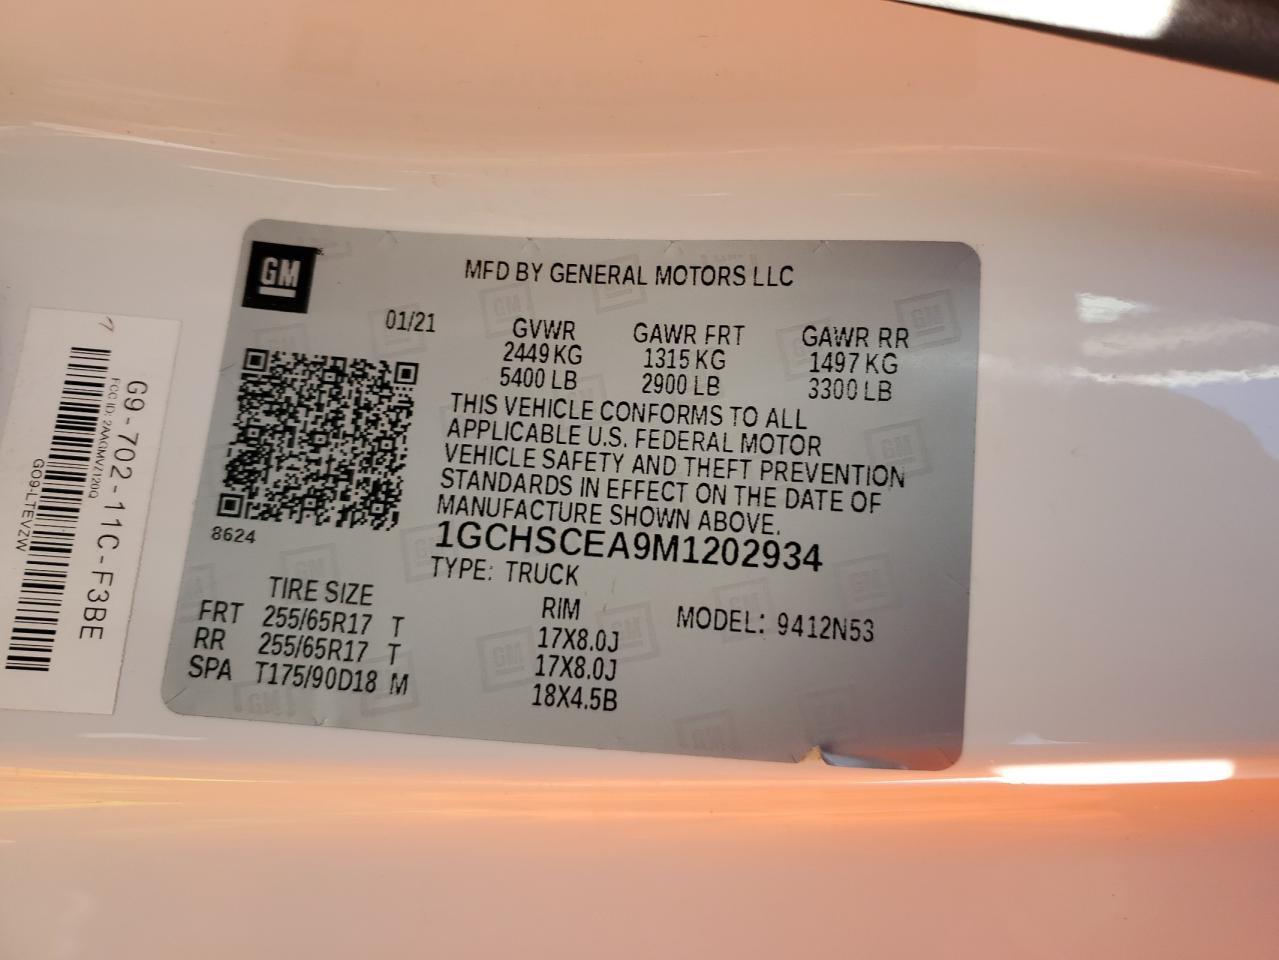 GM
MFD BY GENERAL MOTORS LLC
01/21 GVWR GAWR FRT GAWR RR
2449 KG 1315 KG 1497 KG
5400 LB 2900 LB 3300 LB
THIS VEHICLE CONFORMS TO ALL
APPLICABLE U.S. FEDERAL MOTOR
VEHICLE SAFETY AND THEFT PREVENTION
STANDARDS IN EFFECT ON THE DATE OF
MANUFACTURE SHOWN ABOVE.
8624
1GCHSCEA9M1202934
TYPE: TRUCK
TIRE SIZE RIM MODEL: 9412N53
FRT 255/65R17 T 17X8.0J
RR 255/65R17 T 17X8.0J
SPA T175/90D18 M 18X4.5B
G9-702-11C-F3BE
FCC ID: 2AAGMVZ120Q
GO9-LTEVZW